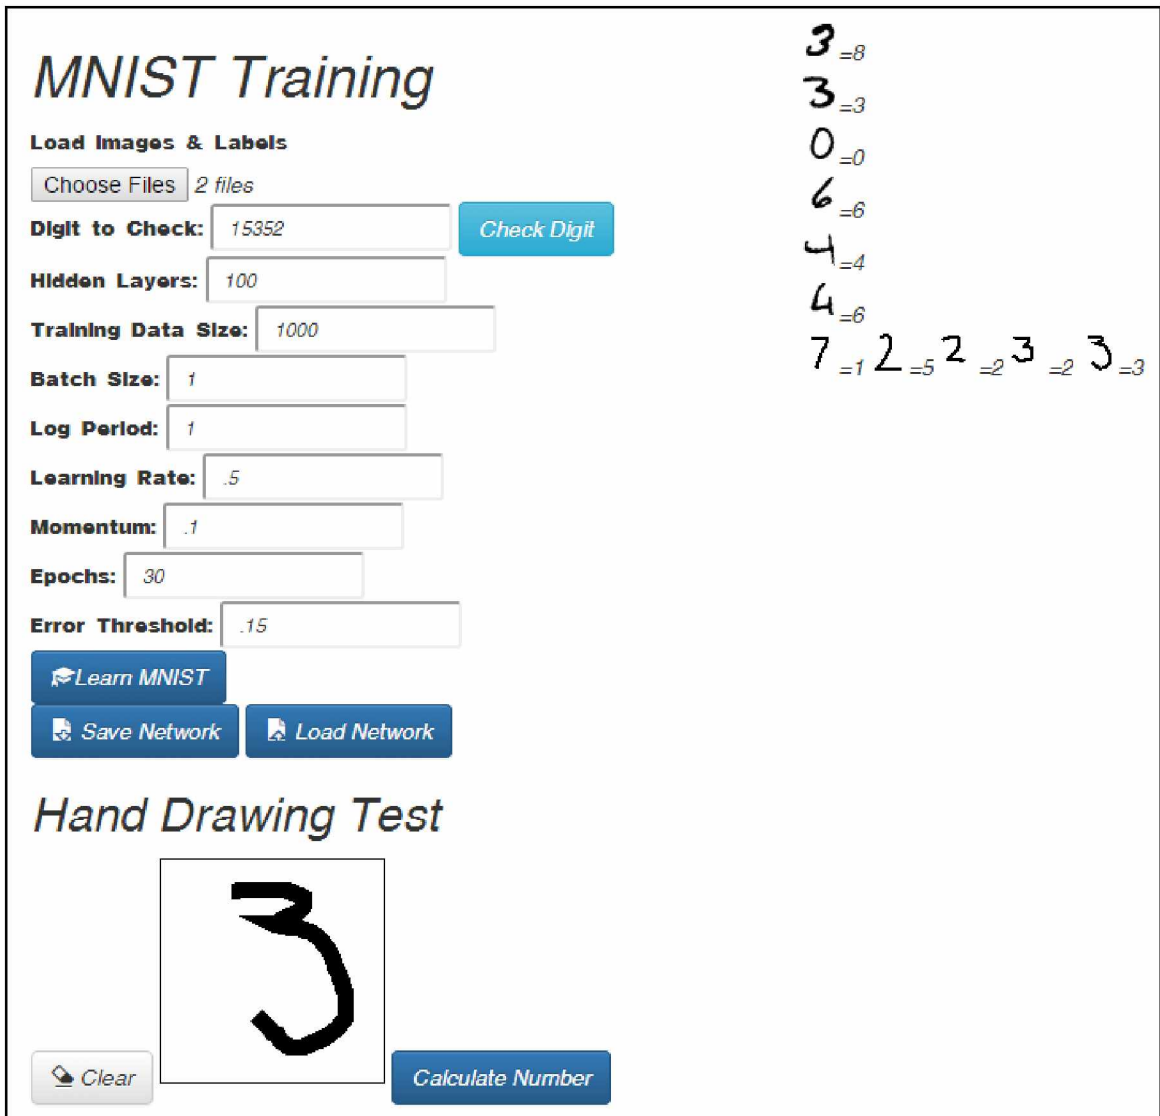 MNIST Training
Load Images & Labels
Choose Files 2 files
Digit to Check: 15352 Check Digit
Hidden Layers: 100
Training Data Size: 1000
Batch Size: 1
Log Period: 1
Learning Rate: .5
Momentum: .1
Epochs: 30
Error Threshold: .15
Learn MNIST
Save Network Load Network
Hand Drawing Test
3
Clear Calculate Number
3 =8
3 =3
0 =0
6 =6
4 =4
4 =6
7 =1 2 =5 2 =2 3 =2 3 =3